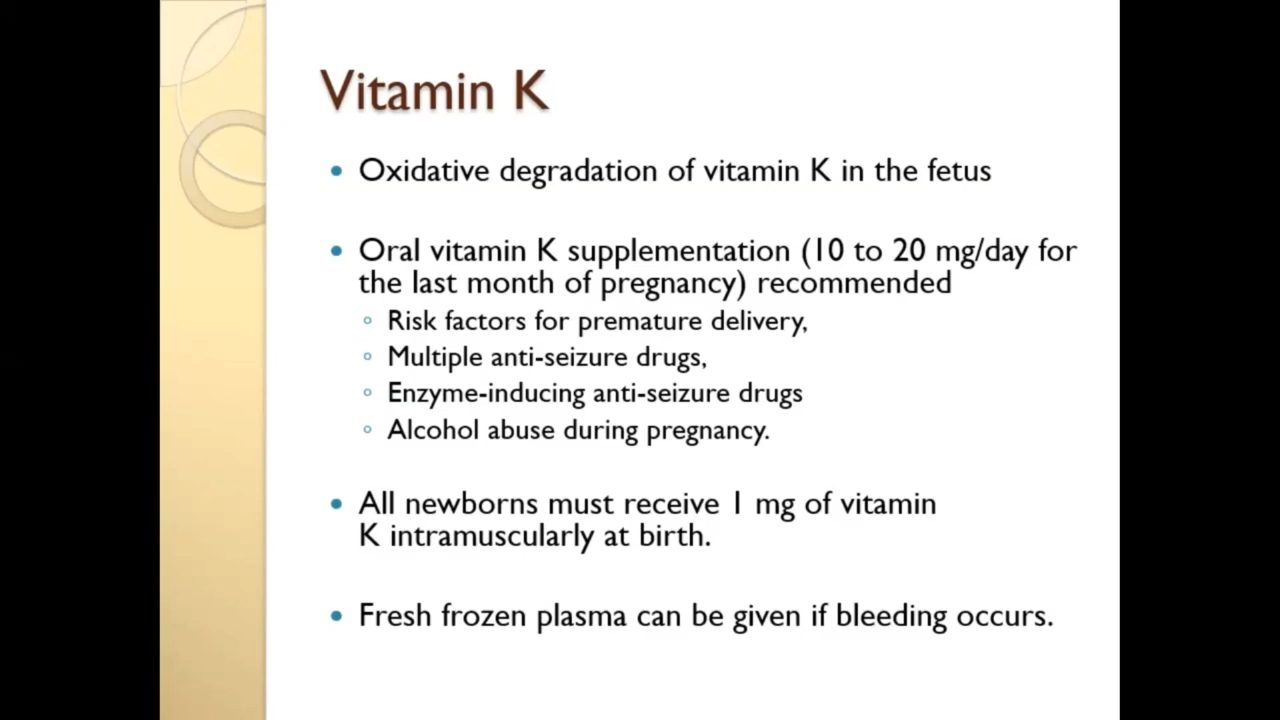 Vitamin K
• Oxidative degradation of vitamin K in the fetus
• Oral vitamin K supplementation (10 to 20 mg/day for
the last month of pregnancy) recommended
◦ Risk factors for premature delivery,
◦ Multiple anti-seizure drugs,
◦ Enzyme-inducing anti-seizure drugs
◦ Alcohol abuse during pregnancy.
• All newborns must receive 1 mg of vitamin
K intramuscularly at birth.
• Fresh frozen plasma can be given if bleeding occurs.